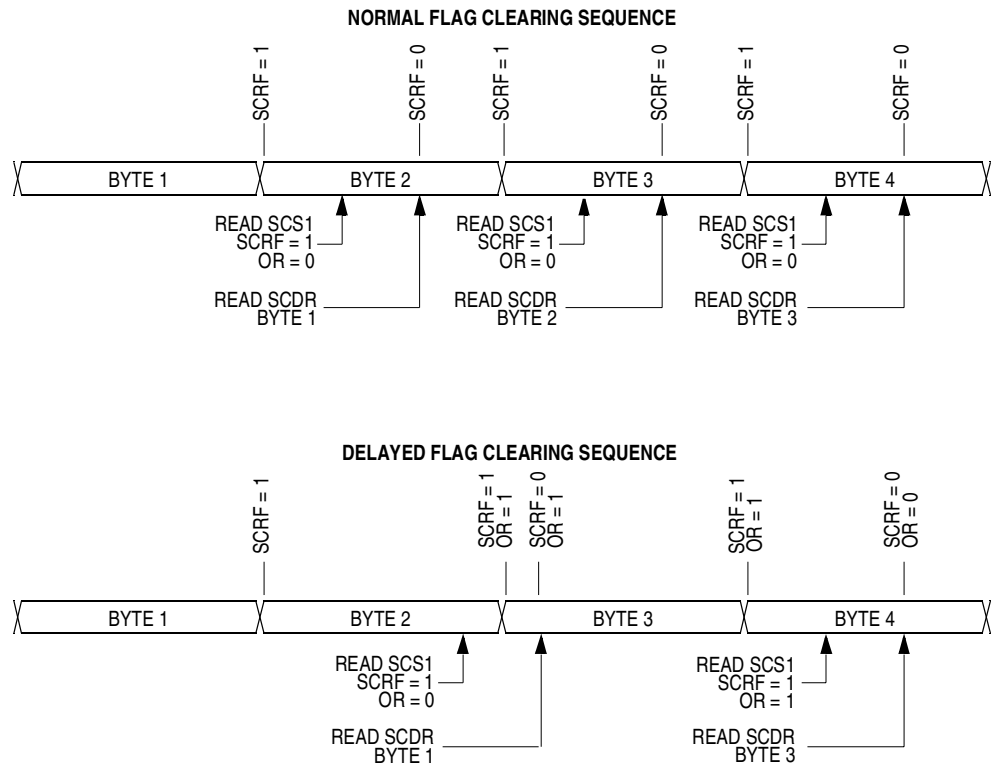 NORMAL FLAG CLEARING SEQUENCE
SCRF = 1
SCRF = 0
SCRF = 1
SCRF = 0
SCRF = 1
SCRF = 0
BYTE 1
BYTE 2
BYTE 3
BYTE 4
READ SCS1
SCRF = 1
OR = 0
READ SCS1
SCRF = 1
OR = 0
READ SCS1
SCRF = 1
OR = 0
READ SCDR
BYTE 1
READ SCDR
BYTE 2
READ SCDR
BYTE 3
DELAYED FLAG CLEARING SEQUENCE
SCRF = 1
SCRF = 1
OR = 1
SCRF = 0
OR = 1
SCRF = 1
OR = 1
SCRF = 0
OR = 0
BYTE 1
BYTE 2
BYTE 3
BYTE 4
READ SCS1
SCRF = 1
OR = 0
READ SCS1
SCRF = 1
OR = 1
READ SCDR
BYTE 1
READ SCDR
BYTE 3